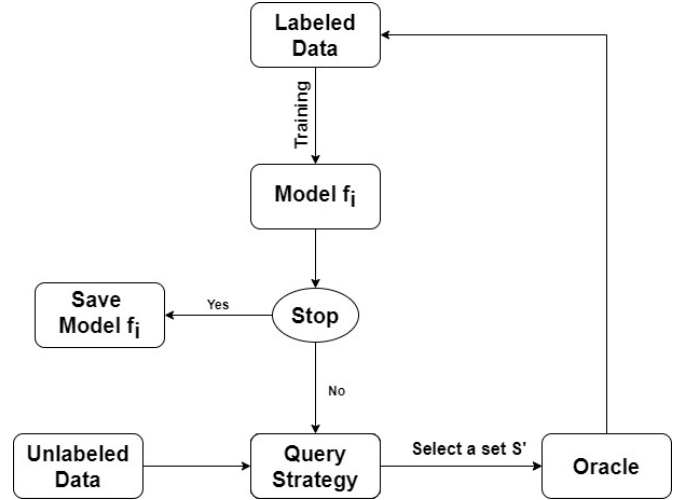 Labeled
Data
Training
Model fi
Stop
Yes
Save
Model fi
No
Unlabeled
Data
Query
Strategy
Select a set S'
Oracle